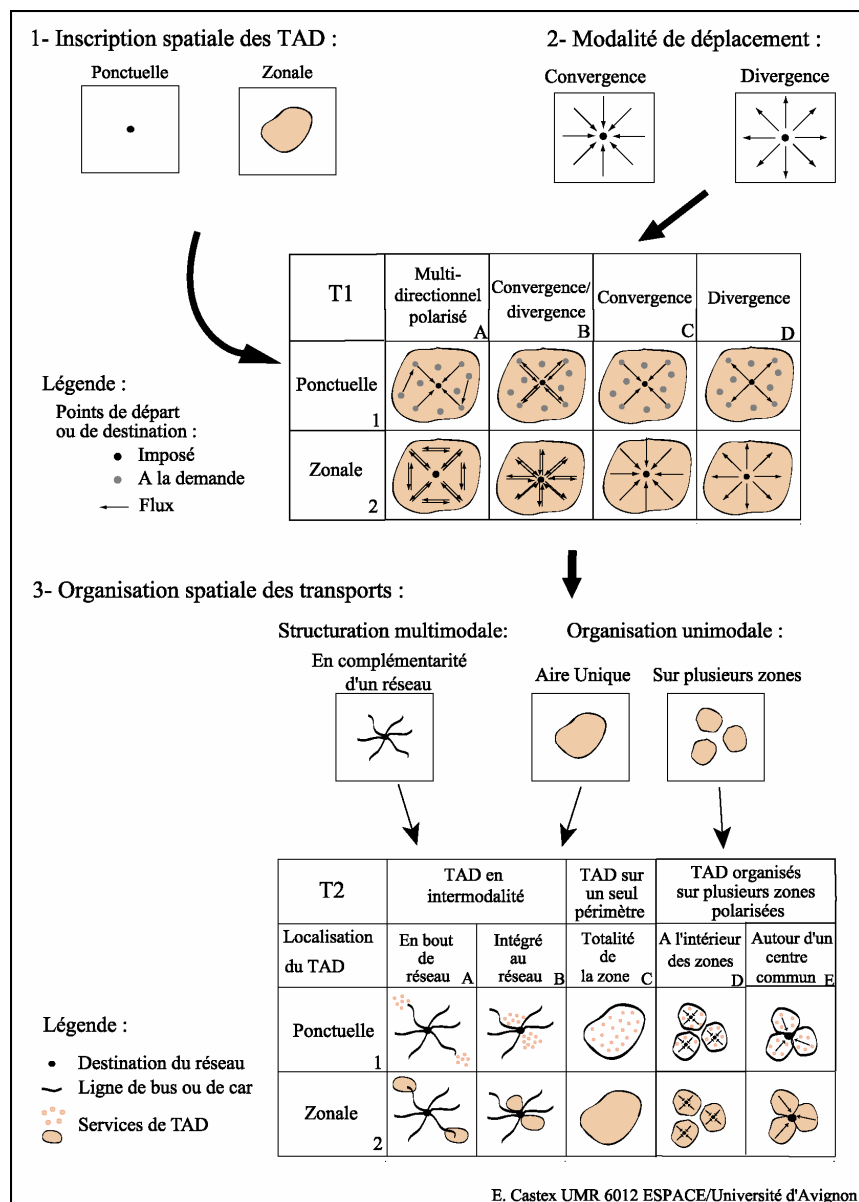 1- Inscription spatiale des TAD :
2- Modalité de déplacement :
Ponctuelle
Zonale
Convergence
Divergence
T1
Multi-
directionnel
polarisé
A
Convergence/
divergence
B
Convergence
C
Divergence
D
Ponctuelle
1
Zonale
2
Légende :
Points de départ
ou de destination :
Imposé
A la demande
Flux
3- Organisation spatiale des transports :
Structuration multimodale:
Organisation unimodale :
En complémentarité
d'un réseau
Aire Unique
Sur plusieurs zones
T2
TAD en
intermodalité
TAD sur
un seul
périmètre
TAD organisés
sur plusieurs zones
polarisées
Localisation
du TAD
En bout
de
réseau
A
Intégré
au
réseau
B
Totalité
de
la zone
C
A l'intérieur
des zones
D
Autour d'un
centre
commun
E
Ponctuelle
1
Zonale
2
Légende :
Destination du réseau
Ligne de bus ou de car
Services de TAD
E. Castex UMR 6012 ESPACE/Université d'Avignon